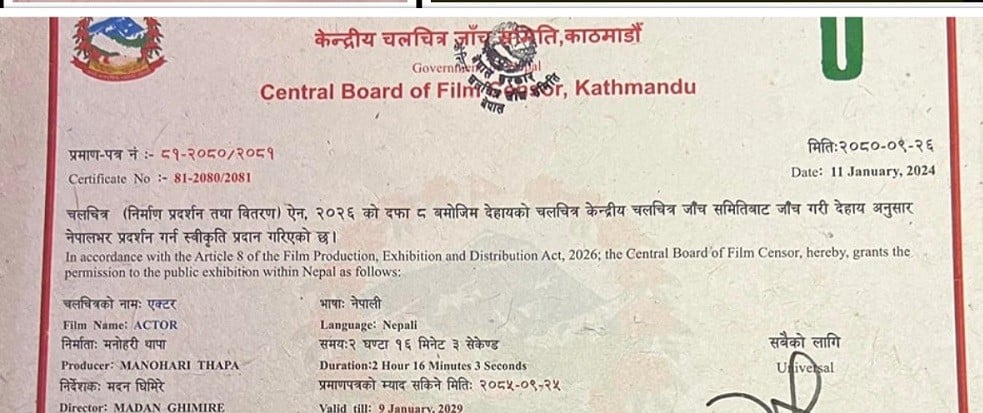 केन्द्रीय चलचित्र जाँच समिति, काठमाडौं
U
Government Nepal
Central Board of Film Censor, Kathmandu
नेपाल सरकार
चलचित्र जाँच समिति
नेपाल
प्रमाण-पत्र नं :- ८१-२०८०/२०८१
मिति:२०८०-०९-२६
Certificate No :- 81-2080/2081
Date: 11 January, 2024
चलचित्र (निर्माण प्रदर्शन तथा वितरण) ऐन, २०२६ को दफा ८ बमोजिम देहायको चलचित्र केन्द्रीय चलचित्र जाँच समितिबाट जाँच गरी देहाय अनुसार
नेपालभर प्रदर्शन गर्न स्वीकृति प्रदान गरिएको छ।
In accordance with the Article 8 of the Film Production, Exhibition and Distribution Act, 2026; the Central Board of Film Censor, hereby, grants the
permission to the public exhibition within Nepal as follows:
चलचित्रको नामः एक्टर
भाषाः नेपाली
Film Name: ACTOR
Language: Nepali
निर्माताः मनोहरी थापा
समयः२ घण्टा १६ मिनेट ३ सेकेण्ड
सबैको लागि
Producer: MANOHARI THAPA
Duration:2 Hour 16 Minutes 3 Seconds
Universal
निर्देशकः मदन घिमिरे
प्रमाणपत्रको म्याद सकिने मितिः २०८५-०९-२५
Director: MADAN GHIMIRE
Valid till: 9 January, 2029